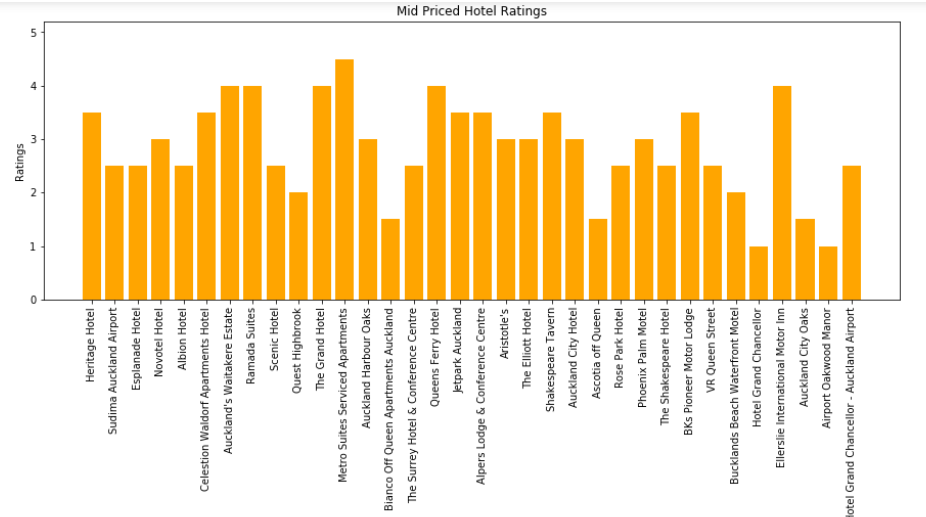 Mid Priced Hotel Ratings
5
4
3
2
1
0
Ratings
Heritage Hotel
Sudima Auckland Airport
Esplanade Hotel
Novotel Hotel
Albion Hotel
Celestion Waldorf Apartments Hotel
Auckland's Waitakere Estate
Ramada Suites
Scenic Hotel
Quest Highbrook
The Grand Hotel
Metro Suites Serviced Apartments
Auckland Harbour Oaks
Bianco Off Queen Apartments Auckland
The Surrey Hotel & Conference Centre
Queens Ferry Hotel
Jetpark Auckland
Alpers Lodge & Conference Centre
Aristotle's
The Elliott Hotel
Shakespeare Tavern
Auckland City Hotel
Ascotia off Queen
Rose Park Hotel
Phoenix Palm Motel
The Shakespeare Hotel
BKs Pioneer Motor Lodge
VR Queen Street
Bucklands Beach Waterfront Motel
Hotel Grand Chancellor
Ellerslie International Motor Inn
Auckland City Oaks
Airport Oakwood Manor
lotel Grand Chancellor - Auckland Airport